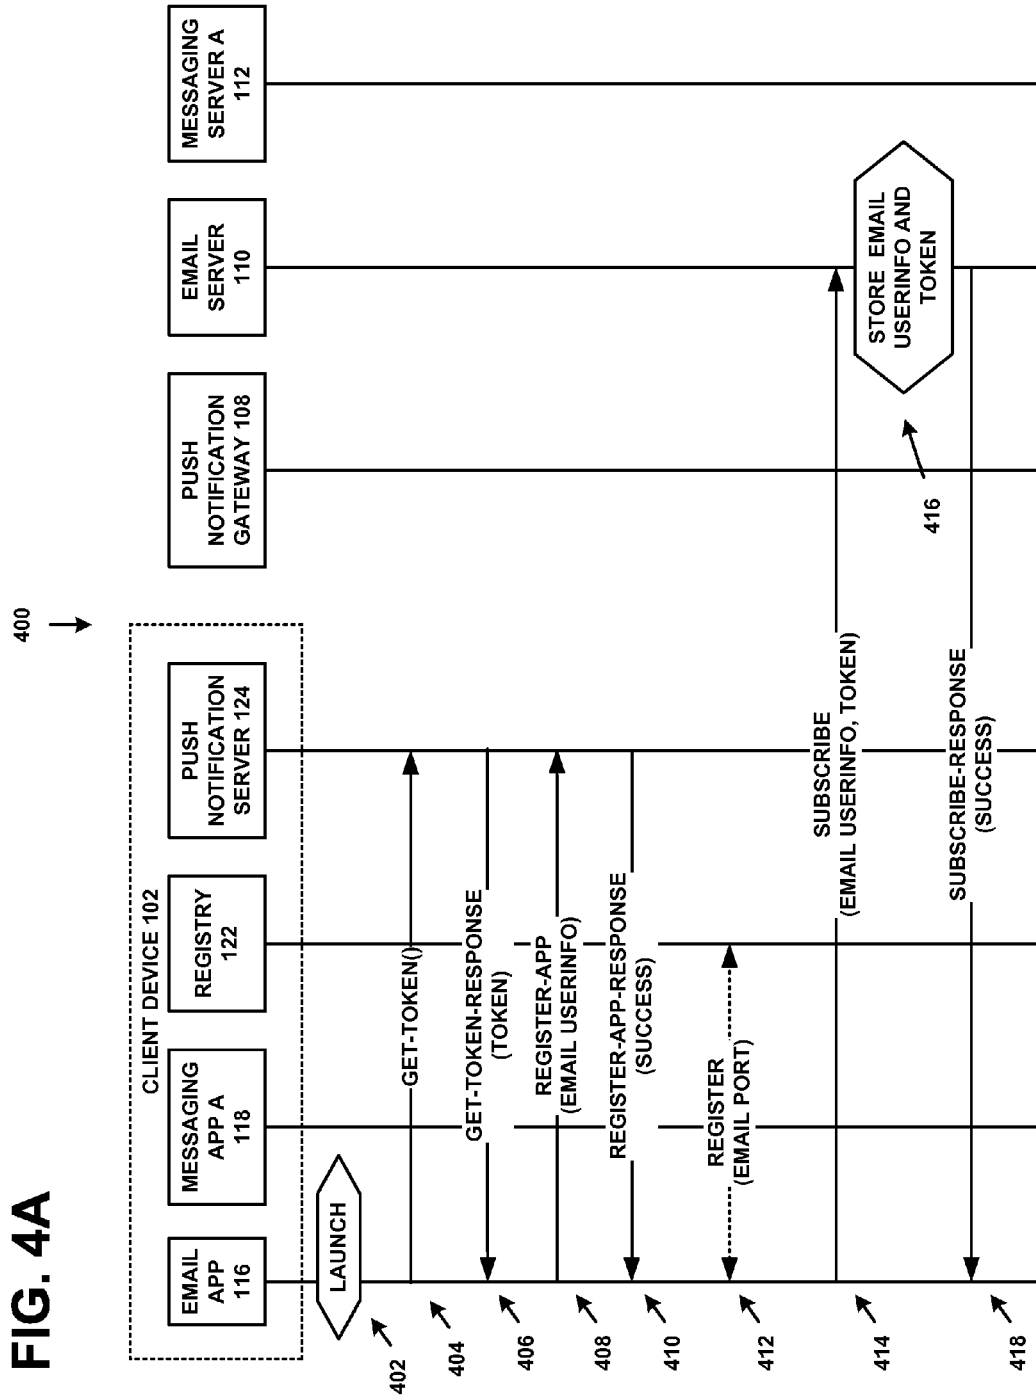 FIG. 4A
400
CLIENT DEVICE 102
EMAIL
APP
116
MESSAGING
APP A
118
REGISTRY
122
PUSH
NOTIFICATION
SERVER 124
PUSH
NOTIFICATION
GATEWAY 108
EMAIL
SERVER
110
MESSAGING
SERVER A
112
LAUNCH
402
GET-TOKEN()
404
GET-TOKEN-RESPONSE
(TOKEN)
406
REGISTER-APP
(EMAIL USERINFO)
408
REGISTER-APP-RESPONSE
(SUCCESS)
410
REGISTER
(EMAIL PORT)
412
SUBSCRIBE
(EMAIL USERINFO, TOKEN)
414
STORE EMAIL
USERINFO AND
TOKEN
416
SUBSCRIBE-RESPONSE
(SUCCESS)
418